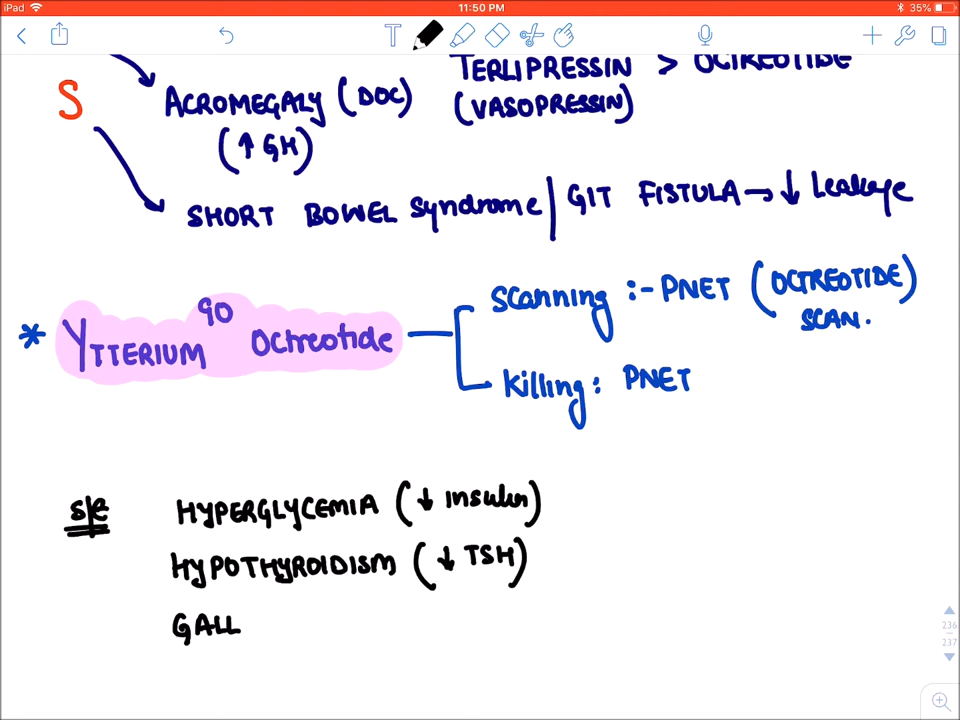 iPad 11:50 PM 35%
T
TERLIPRESSIN > OCTREOTIDE
S ACROMEGALY (DOC) (VASOPRESSIN)
(↑ GH)
SHORT BOWEL Syndrome | GIT FISTULA → ↓ Leakage
Scanning :- PNET (OCTREOTIDE)
SCAN.
* YTTERIUM 90 Octreotide
Killing: PNET
S/e HYPERGLYCEMIA (↓ Insulin)
HYPOTHYROIDISM (↓ TSH)
GALL
236
237